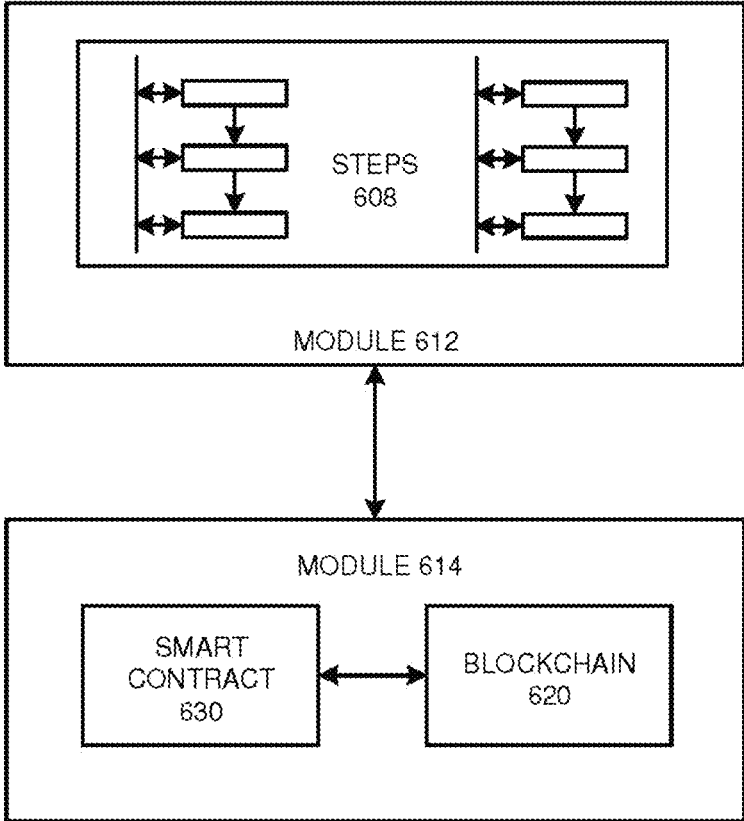 STEPS
608
MODULE 612
MODULE 614
SMART
CONTRACT
630
BLOCKCHAIN
620